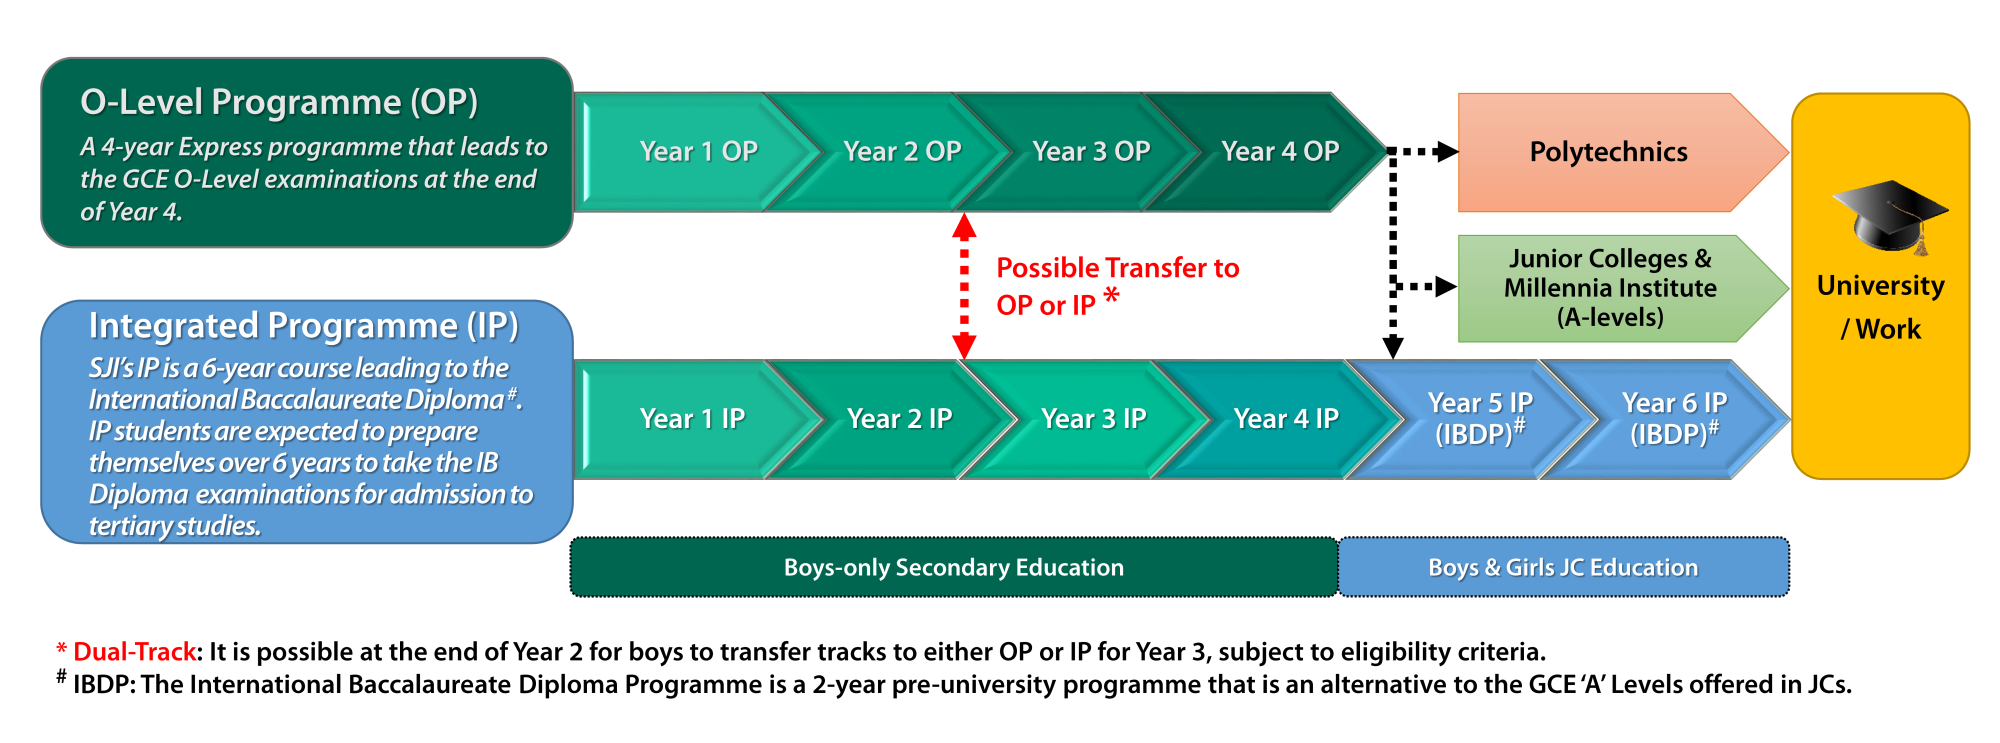 O-Level Programme (OP)
A 4-year Express programme that leads to
the GCE O-Level examinations at the end
of Year 4.
Year 1 OP
Year 2 OP
Year 3 OP
Year 4 OP
Polytechnics
Junior Colleges &
Millennia Institute
(A-levels)
University
/ Work
Possible Transfer to
OP or IP *
Integrated Programme (IP)
SJI's IP is a 6-year course leading to the
International Baccalaureate Diploma#.
IP students are expected to prepare
themselves over 6 years to take the IB
Diploma examinations for admission to
tertiary studies.
Year 1 IP
Year 2 IP
Year 3 IP
Year 4 IP
Year 5 IP
(IBDP)#
Year 6 IP
(IBDP)#
Boys-only Secondary Education
Boys & Girls JC Education
* Dual-Track: It is possible at the end of Year 2 for boys to transfer tracks to either OP or IP for Year 3, subject to eligibility criteria.
# IBDP: The International Baccalaureate Diploma Programme is a 2-year pre-university programme that is an alternative to the GCE 'A' Levels offered in JCs.